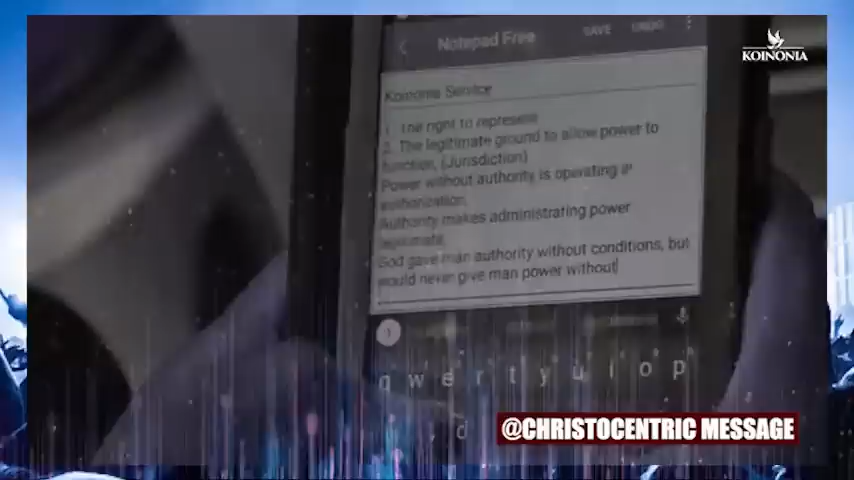 KOINONIA
Notepad Free
SAVE
UNDO
Koinonia Service
1. The right to represent
2. The legitimate ground to allow power to
function, (Jurisdiction)
Power without authority is operating in
authorization.
Authority makes administrating power
legitimate.
God gave man authority without conditions, but
would never give man power without
! 
q w e r t y u i o p
@CHRISTOCENTRIC MESSAGE